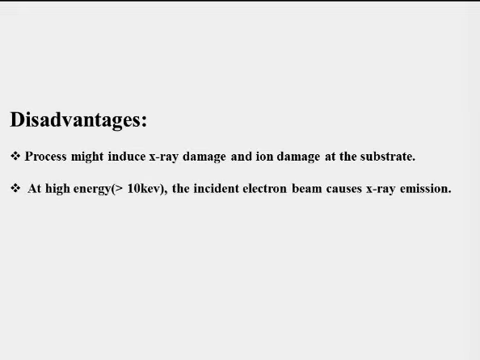 Disadvantages:
❖ Process might induce x-ray damage and ion damage at the substrate.
❖ At high energy(> 10kev), the incident electron beam causes x-ray emission.